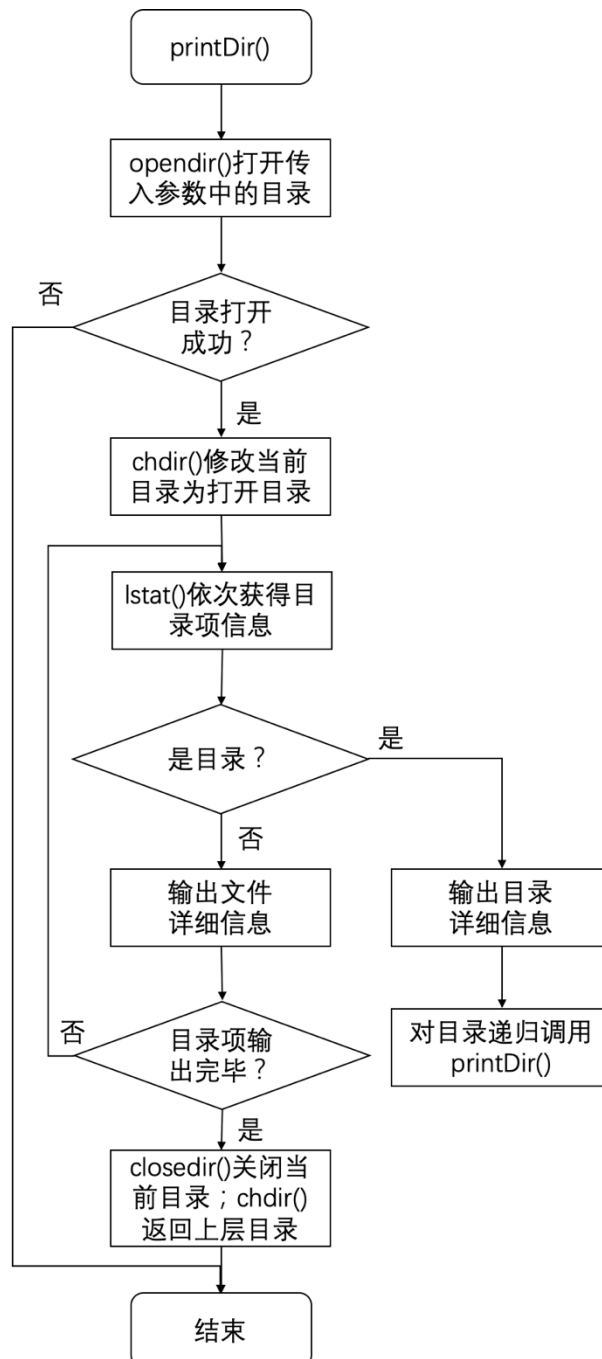 printDir()
opendir()打开传
入参数中的目录
否
目录打开
成功？
是
chdir()修改当前
目录为打开目录
lstat()依次获得目
录项信息
是目录？
是
否
输出文件
详细信息
输出目录
详细信息
否
目录项输
出完毕？
对目录递归调用
printDir()
是
closedir()关闭当
前目录；chdir()
返回上层目录
结束